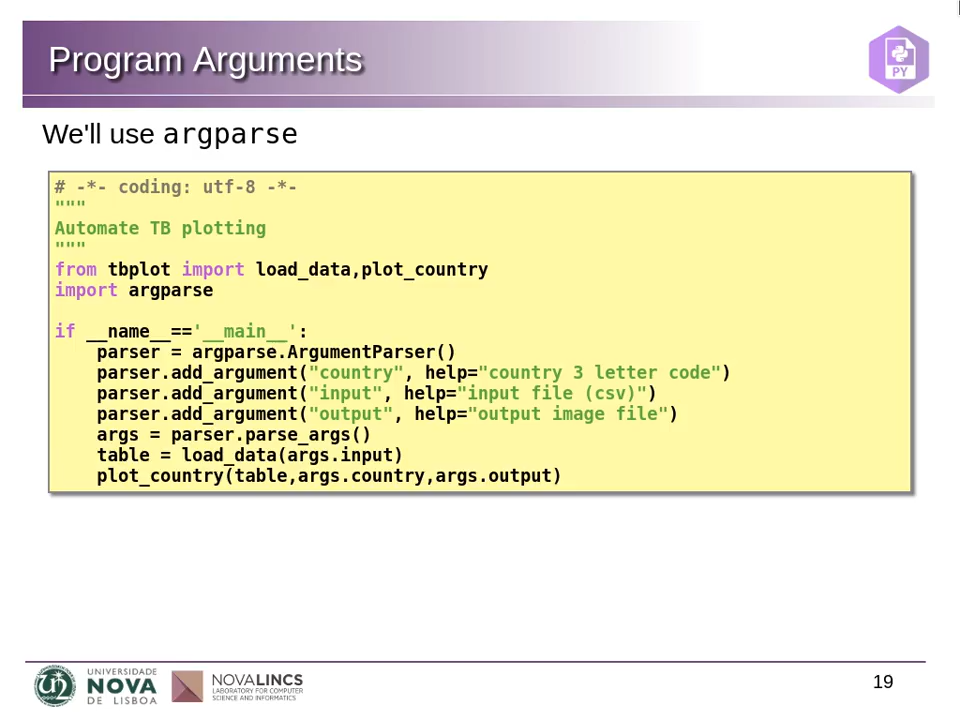 Program Arguments
PY
We'll use argparse
# -*- coding: utf-8 -*-
"""
Automate TB plotting
"""
from tbplot import load_data,plot_country
import argparse
if __name__=='__main__':
    parser = argparse.ArgumentParser()
    parser.add_argument("country", help="country 3 letter code")
    parser.add_argument("input", help="input file (csv)")
    parser.add_argument("output", help="output image file")
    args = parser.parse_args()
    table = load_data(args.input)
    plot_country(table,args.country,args.output)
UNIVERSIDADE
NOVA
DE LISBOA
NOVALINCS
LABORATORY FOR COMPUTER
SCIENCE AND INFORMATICS
19